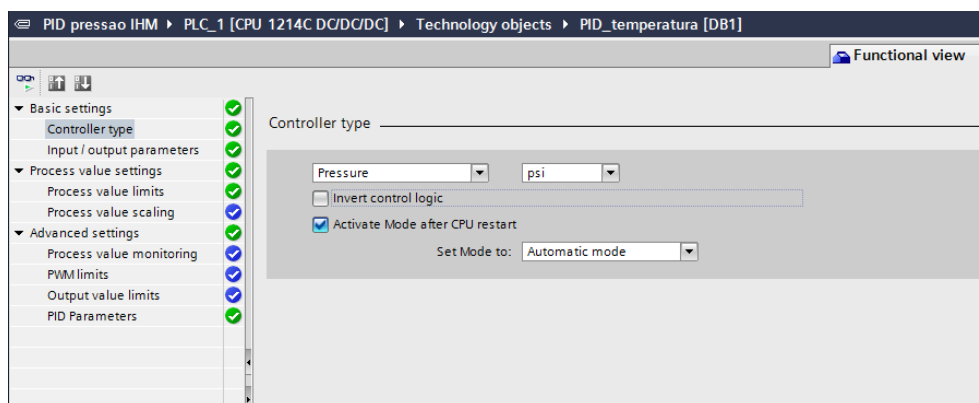 PID pressao IHM ▸ PLC_1 [CPU 1214C DC/DC/DC] ▸ Technology objects ▸ PID_temperatura [DB1]
Functional view
Basic settings
Controller type
Input / output parameters
Process value settings
Process value limits
Process value scaling
Advanced settings
Process value monitoring
PWM limits
Output value limits
PID Parameters
Controller type
Pressure psi
Invert control logic
Activate Mode after CPU restart
Set Mode to: Automatic mode